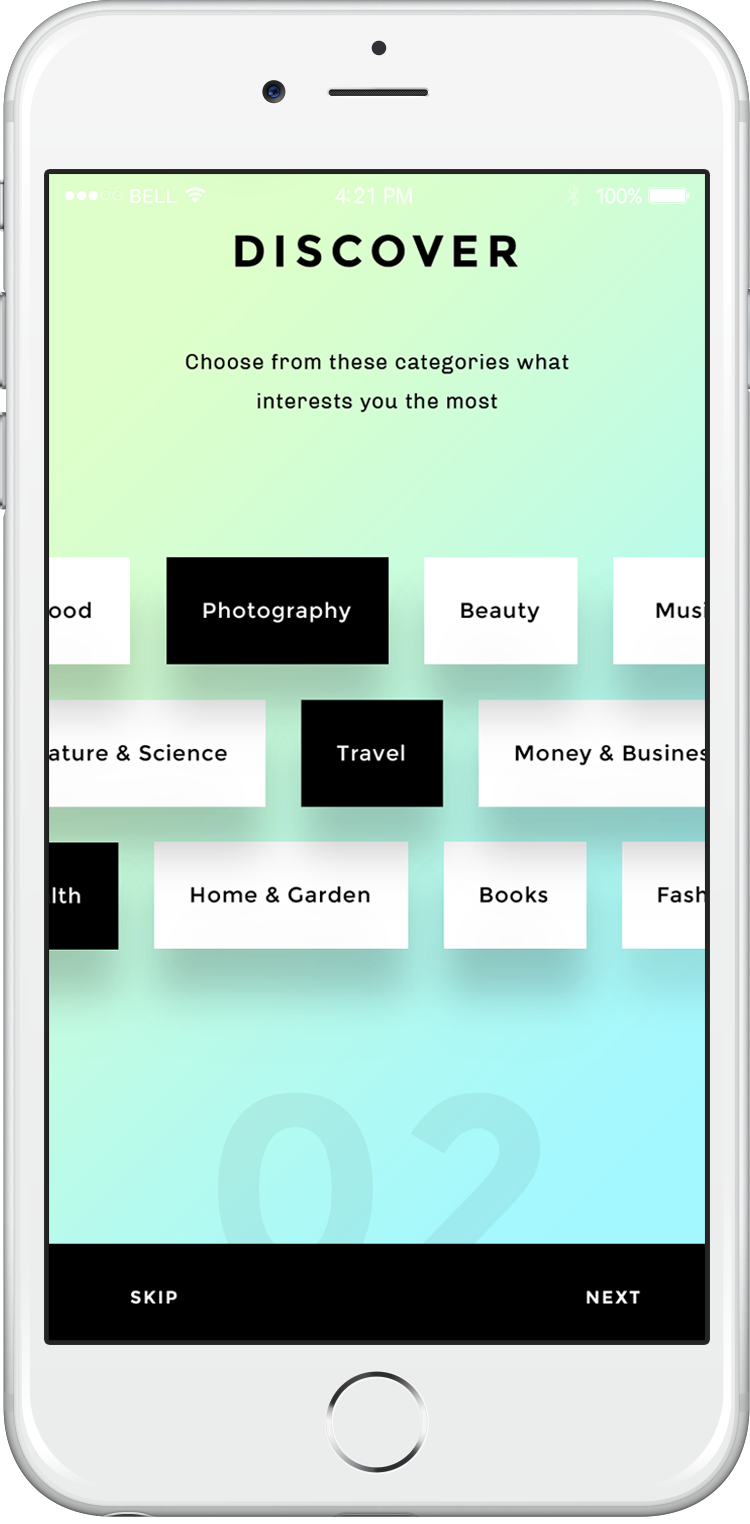 BELL 4:21 PM 100%
DISCOVER
Choose from these categories what
interests you the most
ood Photography Beauty Musi
ature & Science Travel Money & Busines
lth Home & Garden Books Fash
02
SKIP NEXT